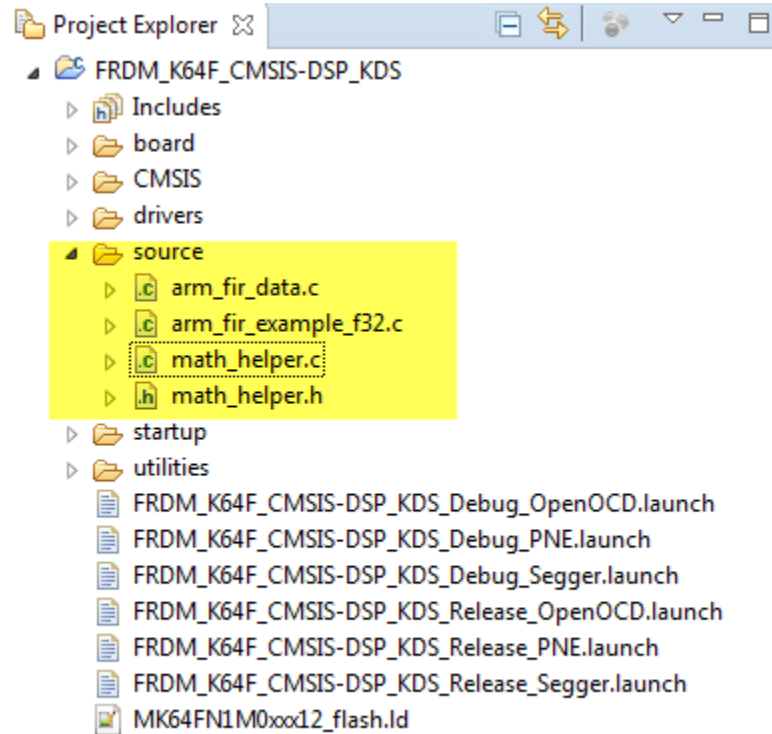 Project Explorer
FRDM_K64F_CMSIS-DSP_KDS
Includes
board
CMSIS
drivers
source
.c arm_fir_data.c
.c arm_fir_example_f32.c
.c math_helper.c
.h math_helper.h
startup
utilities
FRDM_K64F_CMSIS-DSP_KDS_Debug_OpenOCD.launch
FRDM_K64F_CMSIS-DSP_KDS_Debug_PNE.launch
FRDM_K64F_CMSIS-DSP_KDS_Debug_Segger.launch
FRDM_K64F_CMSIS-DSP_KDS_Release_OpenOCD.launch
FRDM_K64F_CMSIS-DSP_KDS_Release_PNE.launch
FRDM_K64F_CMSIS-DSP_KDS_Release_Segger.launch
MK64FN1M0xxx12_flash.ld